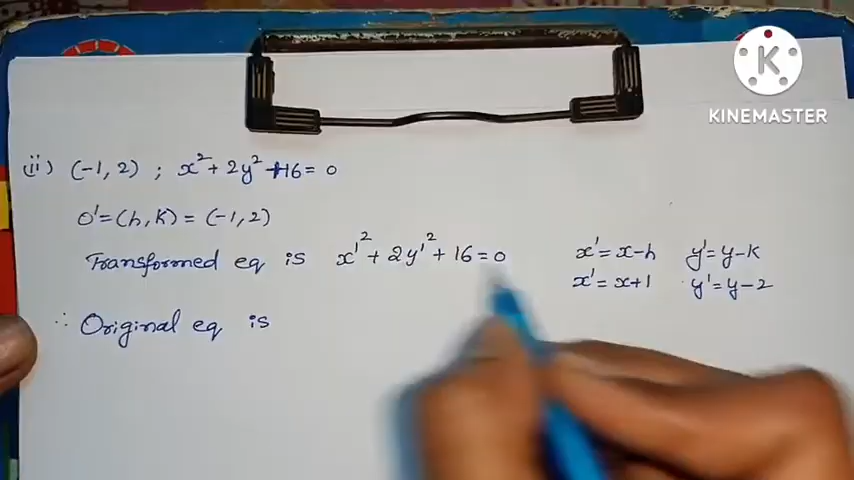 KINEMASTER
ii) (-1, 2) ; x² + 2y² + 16 = 0
O' = (h, k) = (-1, 2)
Transformed eq is x'² + 2y'² + 16 = 0
x' = x-h y' = y-k
x' = x+1 y' = y-2
∴ Original eq is